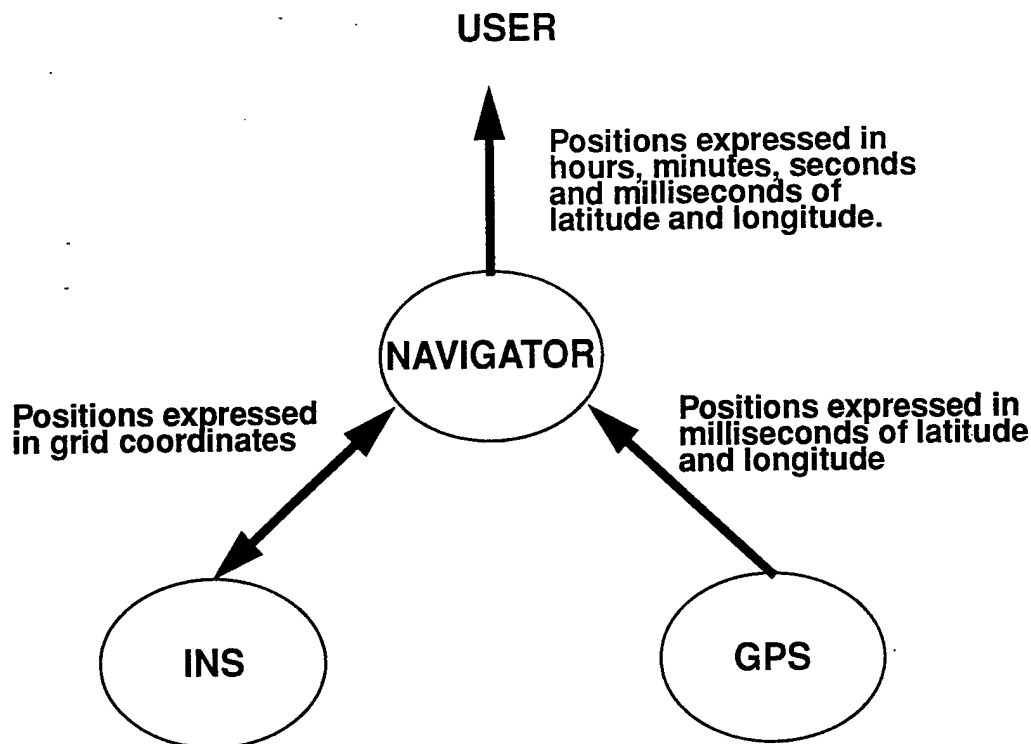 USER
Positions expressed in
hours, minutes, seconds
and milliseconds of
latitude and longitude.
NAVIGATOR
Positions expressed
in grid coordinates
Positions expressed in
milliseconds of latitude
and longitude
INS
GPS